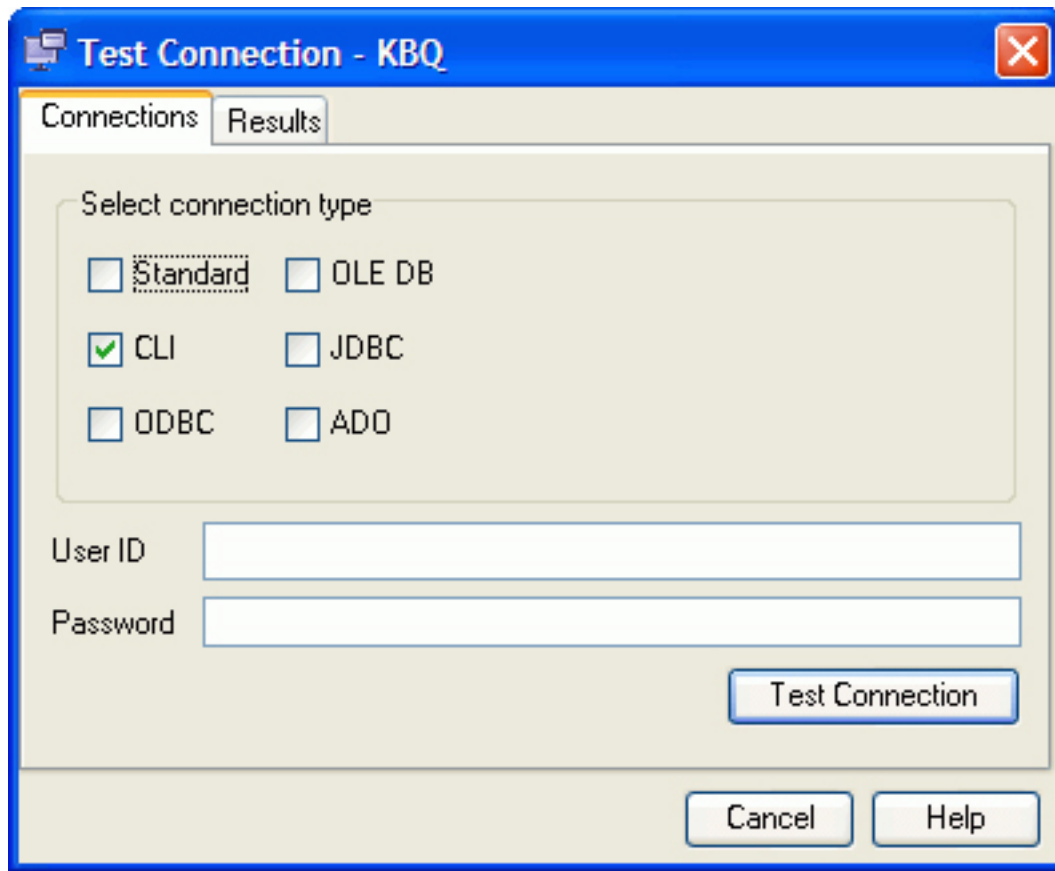 Test Connection - KBQ
Connections Results
Select connection type
Standard OLE DB
CLI JDBC
ODBC ADO
User ID
Password
Test Connection
Cancel Help